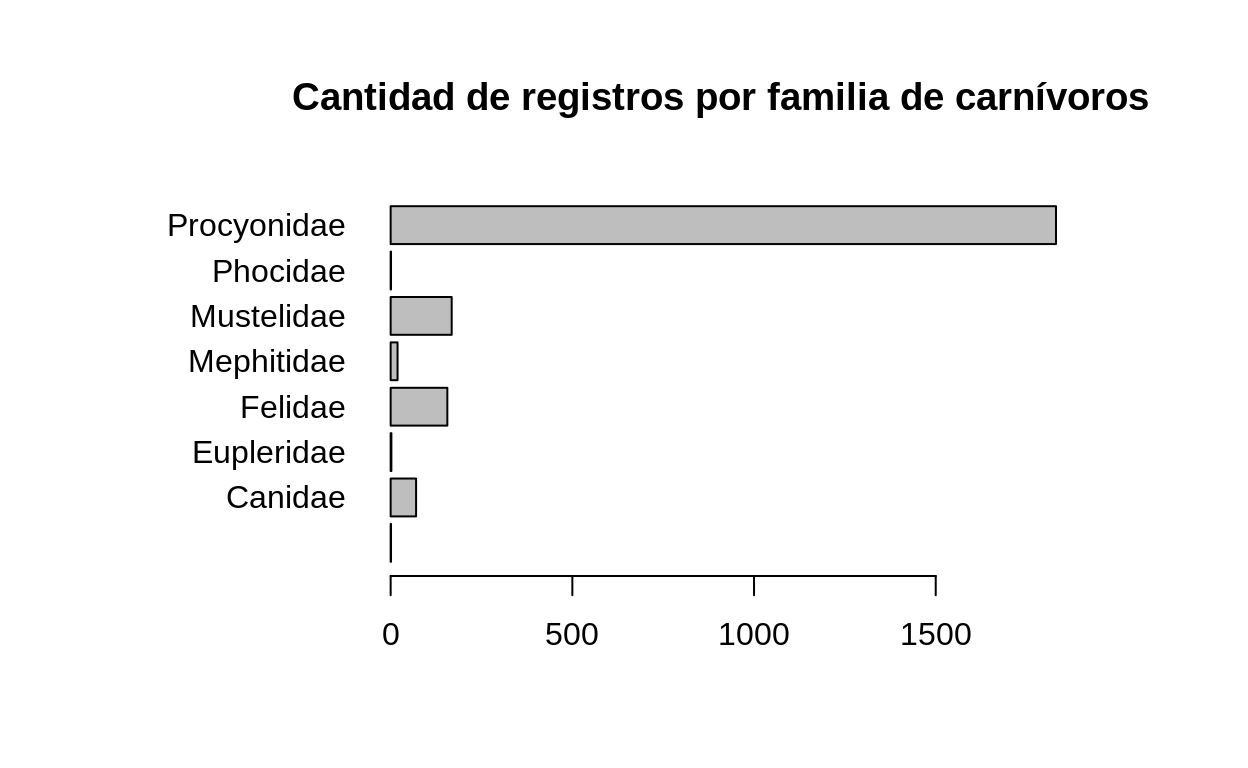 Cantidad de registros por familia de carnívoros
Procyonidae
Phocidae
Mustelidae
Mephitidae
Felidae
Eupleridae
Canidae
0 500 1000 1500